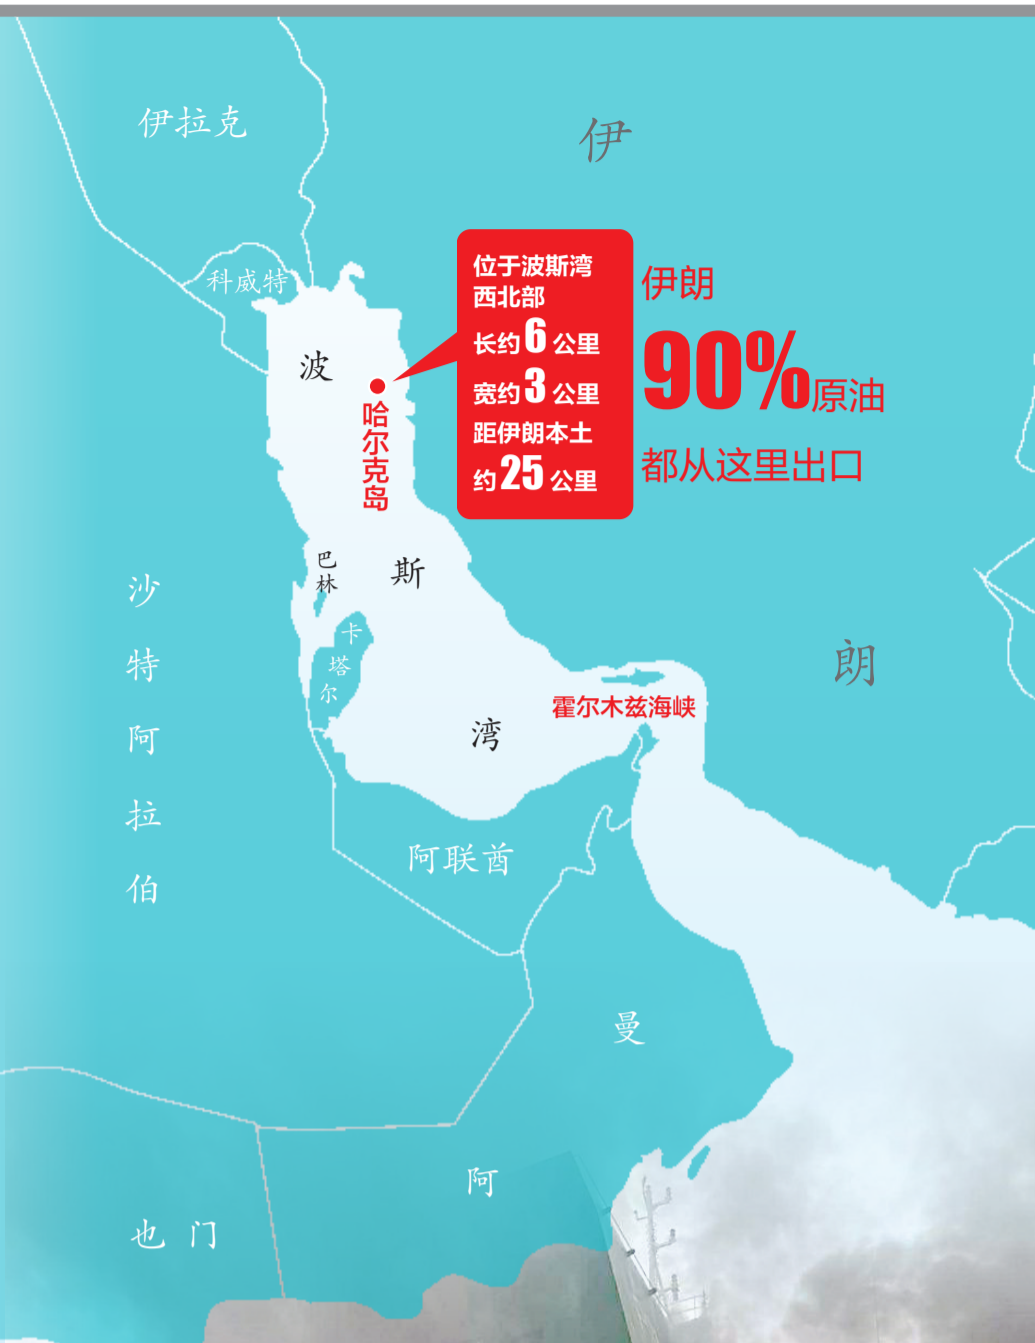 伊拉克
伊
朗
科威特
位于波斯湾
西北部
长约6公里
宽约3公里
距伊朗本土
约25公里
伊朗
90%原油
都从这里出口
波
斯
湾
哈尔克岛
巴林
卡塔尔
沙特阿拉伯
霍尔木兹海峡
阿联酋
阿
曼
也门